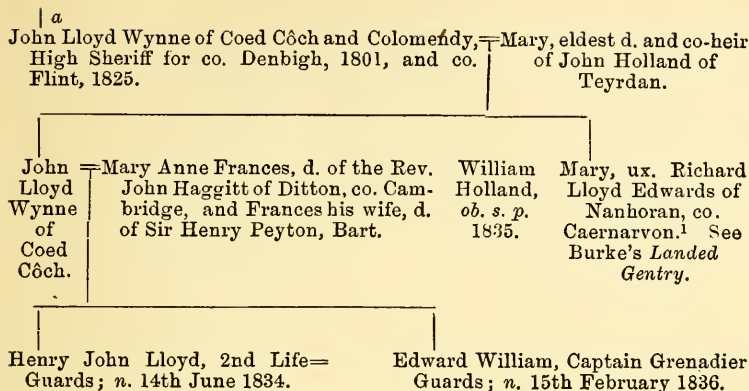 a
John Lloyd Wynne of Coed Côch and Colomendy,=Mary, eldest d. and co-heir
High Sheriff for co. Denbigh, 1801, and co. of John Holland of
Flint, 1825. Teyrdan.
John =Mary Anne Frances, d. of the Rev. William Mary, ux. Richard
Lloyd John Haggitt of Ditton, co. Cam- Holland, Lloyd Edwards of
Wynne bridge, and Frances his wife, d. ob. s. p. Nanhoran, co.
of of Sir Henry Peyton, Bart. 1835. Caernarvon.¹ See
Coed Burke's Landed
Côch. Gentry.
Henry John Lloyd, 2nd Life= Edward William, Captain Grenadier
Guards; n. 14th June 1834. Guards; n. 15th February 1836.